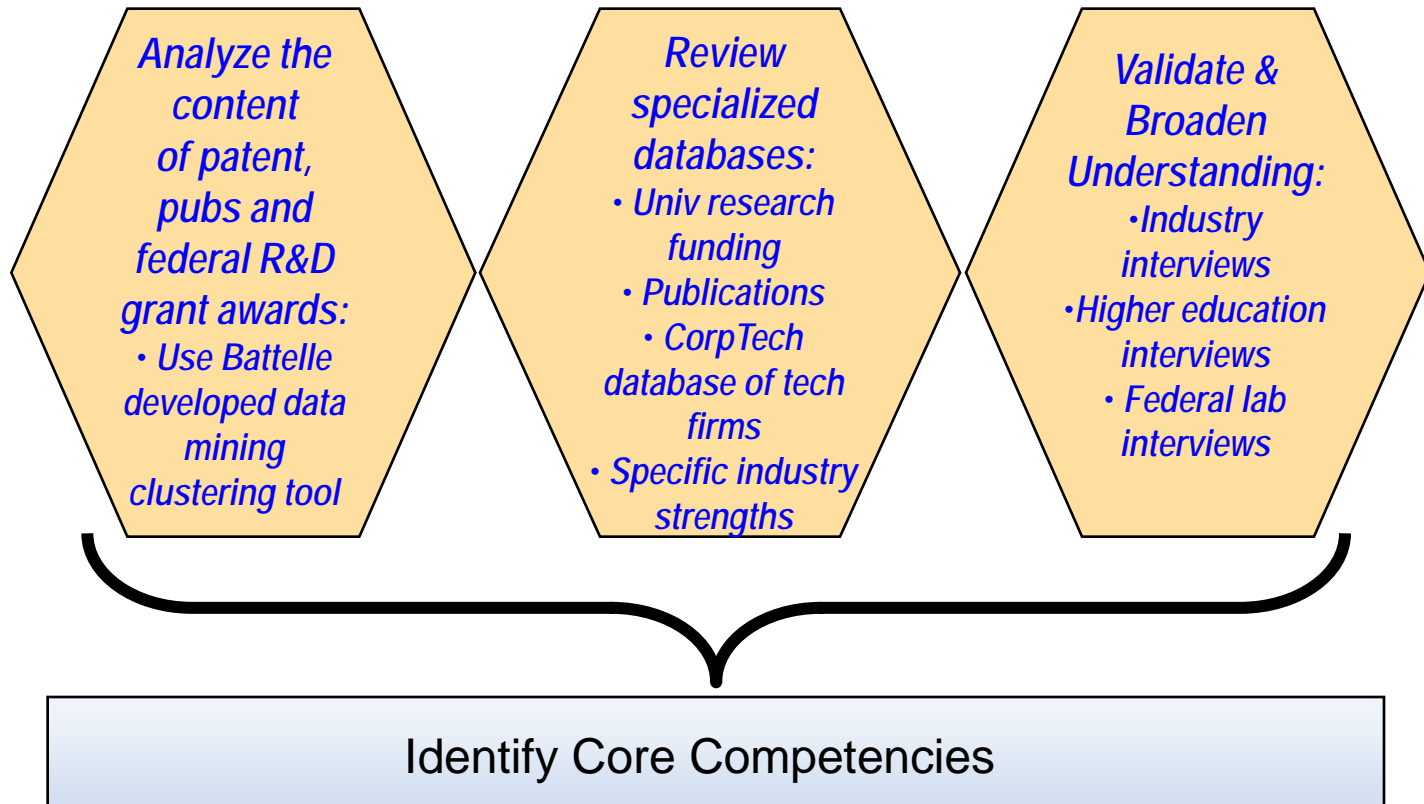 Analyze the
content
of patent,
pubs and
federal R&D
grant awards:
• Use Battelle
developed data
mining
clustering tool
Review
specialized
databases:
• Univ research
funding
• Publications
• CorpTech
database of tech
firms
• Specific industry
strengths
Validate &
Broaden
Understanding:
•Industry
interviews
•Higher education
interviews
• Federal lab
interviews
Identify Core Competencies